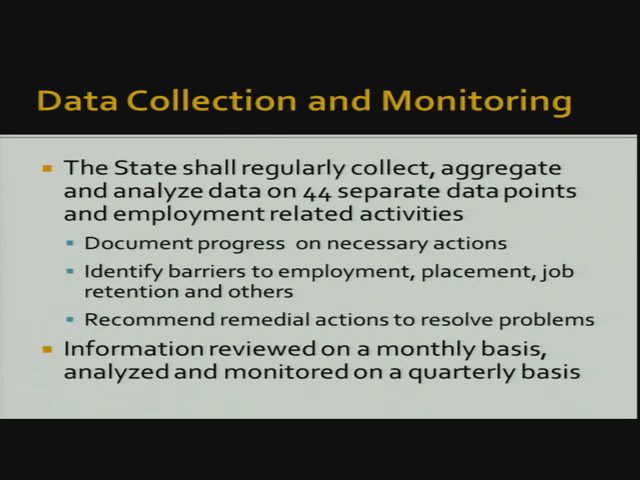 Data Collection and Monitoring
The State shall regularly collect, aggregate
and analyze data on 44 separate data points
and employment related activities
Document progress on necessary actions
Identify barriers to employment, placement, job
retention and others
Recommend remedial actions to resolve problems
Information reviewed on a monthly basis,
analyzed and monitored on a quarterly basis